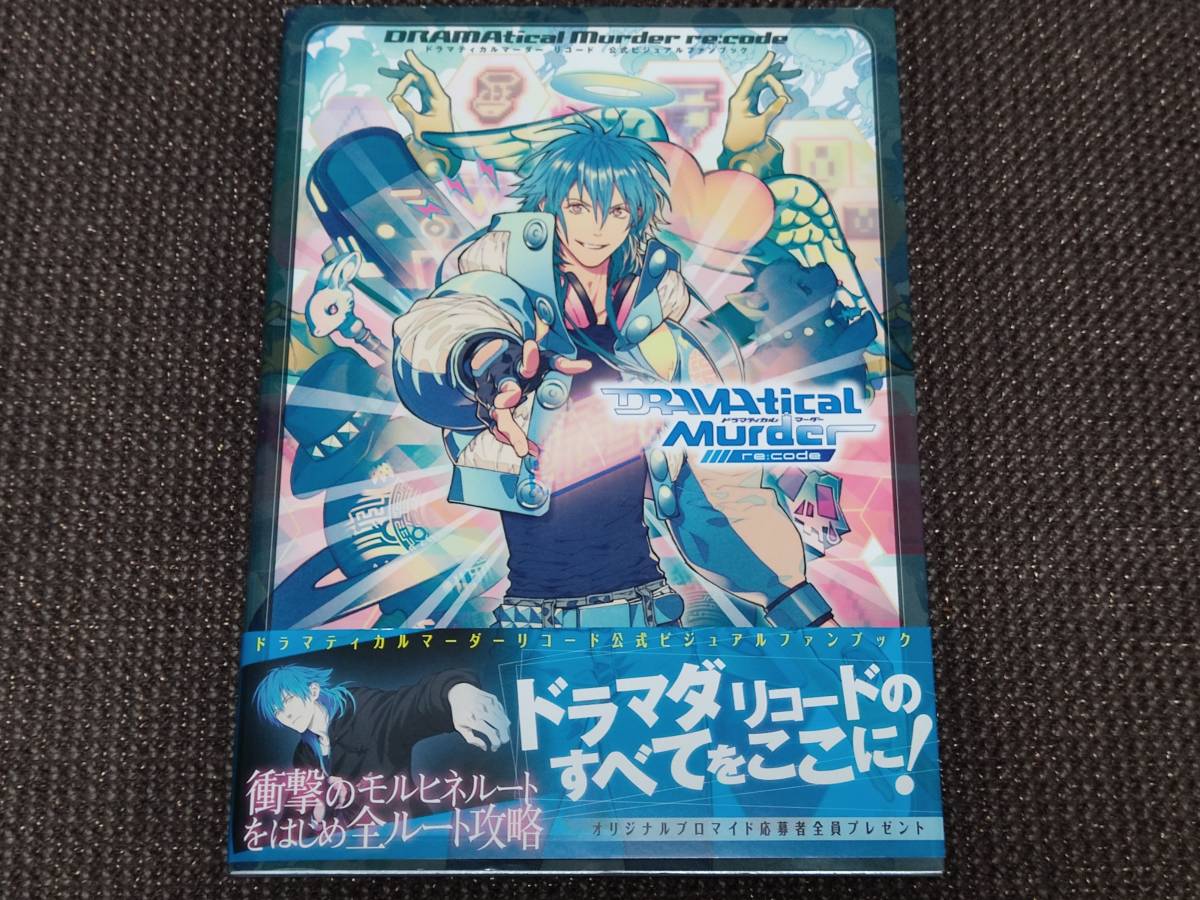 DRAMAtical Murder re:code
ドラマティカルマーダー リコード 公式ビジュアルファンブック
DRAMAtical
ドラマティカル マーダー
Murder
re:code
ドラマティカルマーダーリコード公式ビジュアルファンブック
ドラマダリコードの
すべてをここに!
衝撃のモルヒネルート
をはじめ全ルート攻略
オリジナルブロマイド応募者全員プレゼント